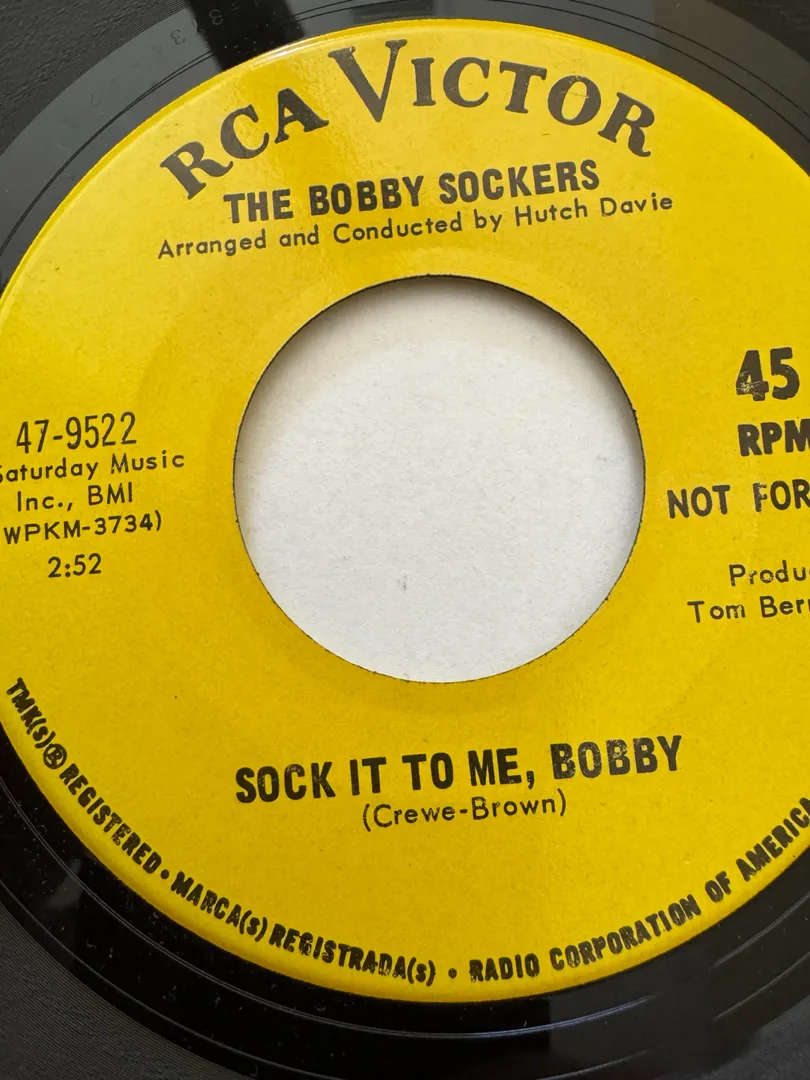 RCA VICTOR
THE BOBBY SOCKERS
Arranged and Conducted by Hutch Davie
47-9522
Saturday Music
Inc., BMI
WPKM-3734)
2:52
45
RPM
NOT FOR
Tom
SOCK IT TO ME, BOBBY
(Crewe-Brown)
TMK(s) ® REGISTERED • MARCA(s) REGISTRADA(s) • RADIO CORPORATION OF AMERICA